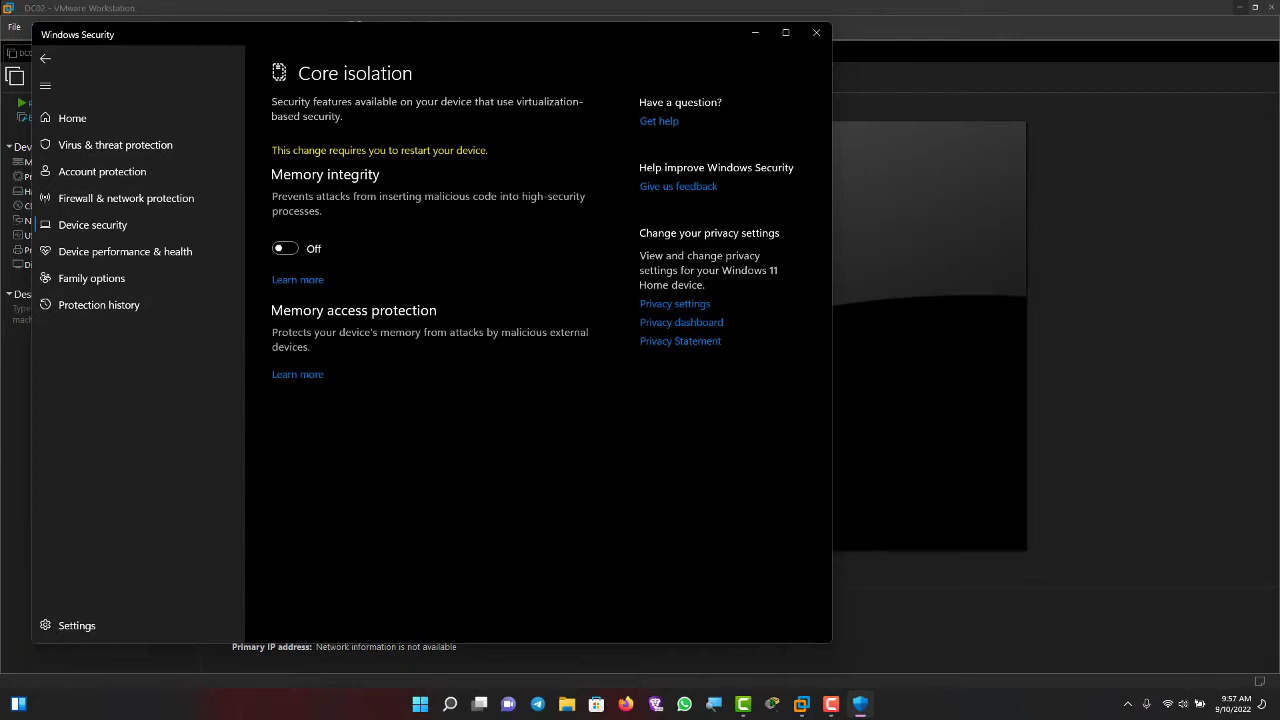 DC02 - VMware Workstation
File
Windows Security
Home
Virus & threat protection
Account protection
Firewall & network protection
Device security
Device performance & health
Family options
Protection history
Settings
Core isolation
Security features available on your device that use virtualization-
based security.
This change requires you to restart your device.
Memory integrity
Prevents attacks from inserting malicious code into high-security
processes.
Off
Learn more
Memory access protection
Protects your device's memory from attacks by malicious external
devices.
Learn more
Have a question?
Get help
Help improve Windows Security
Give us feedback
Change your privacy settings
View and change privacy
settings for your Windows 11
Home device.
Privacy settings
Privacy dashboard
Privacy Statement
Primary IP address: Network information is not available
9:57 AM
9/10/2022